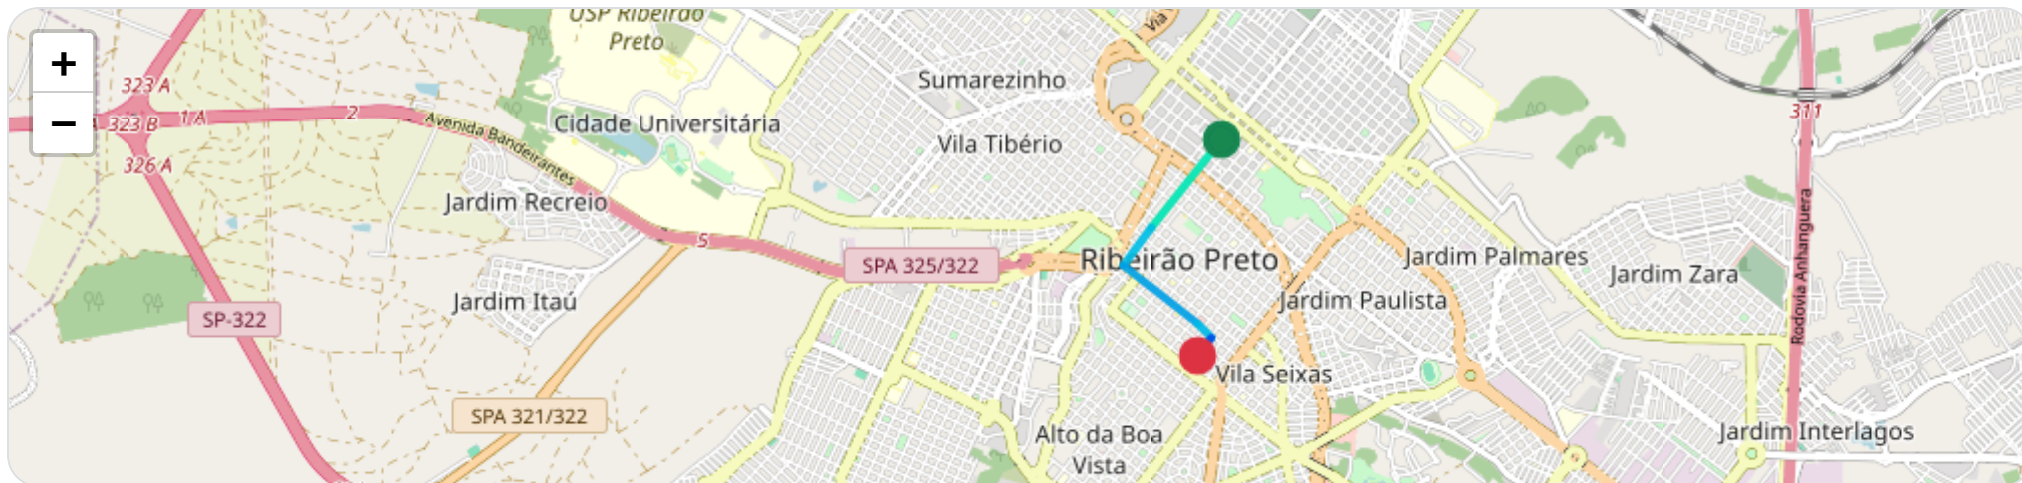 USP Ribeirão
Preto
Via
+
−
323 A
Sumarezinho
2
1 A
323 B
Avenida Bandeirantes
Cidade Universitária
311
326 A
Vila Tibério
Jardim Recreio
Rodovia Anhanguera
5
SPA 325/322
Ribeirão Preto
Jardim Palmares
Jardim Zara
Jardim Itaú
Jardim Paulista
SP-322
Vila Seixas
SPA 321/322
Alto da Boa
Vista
Jardim Interlagos